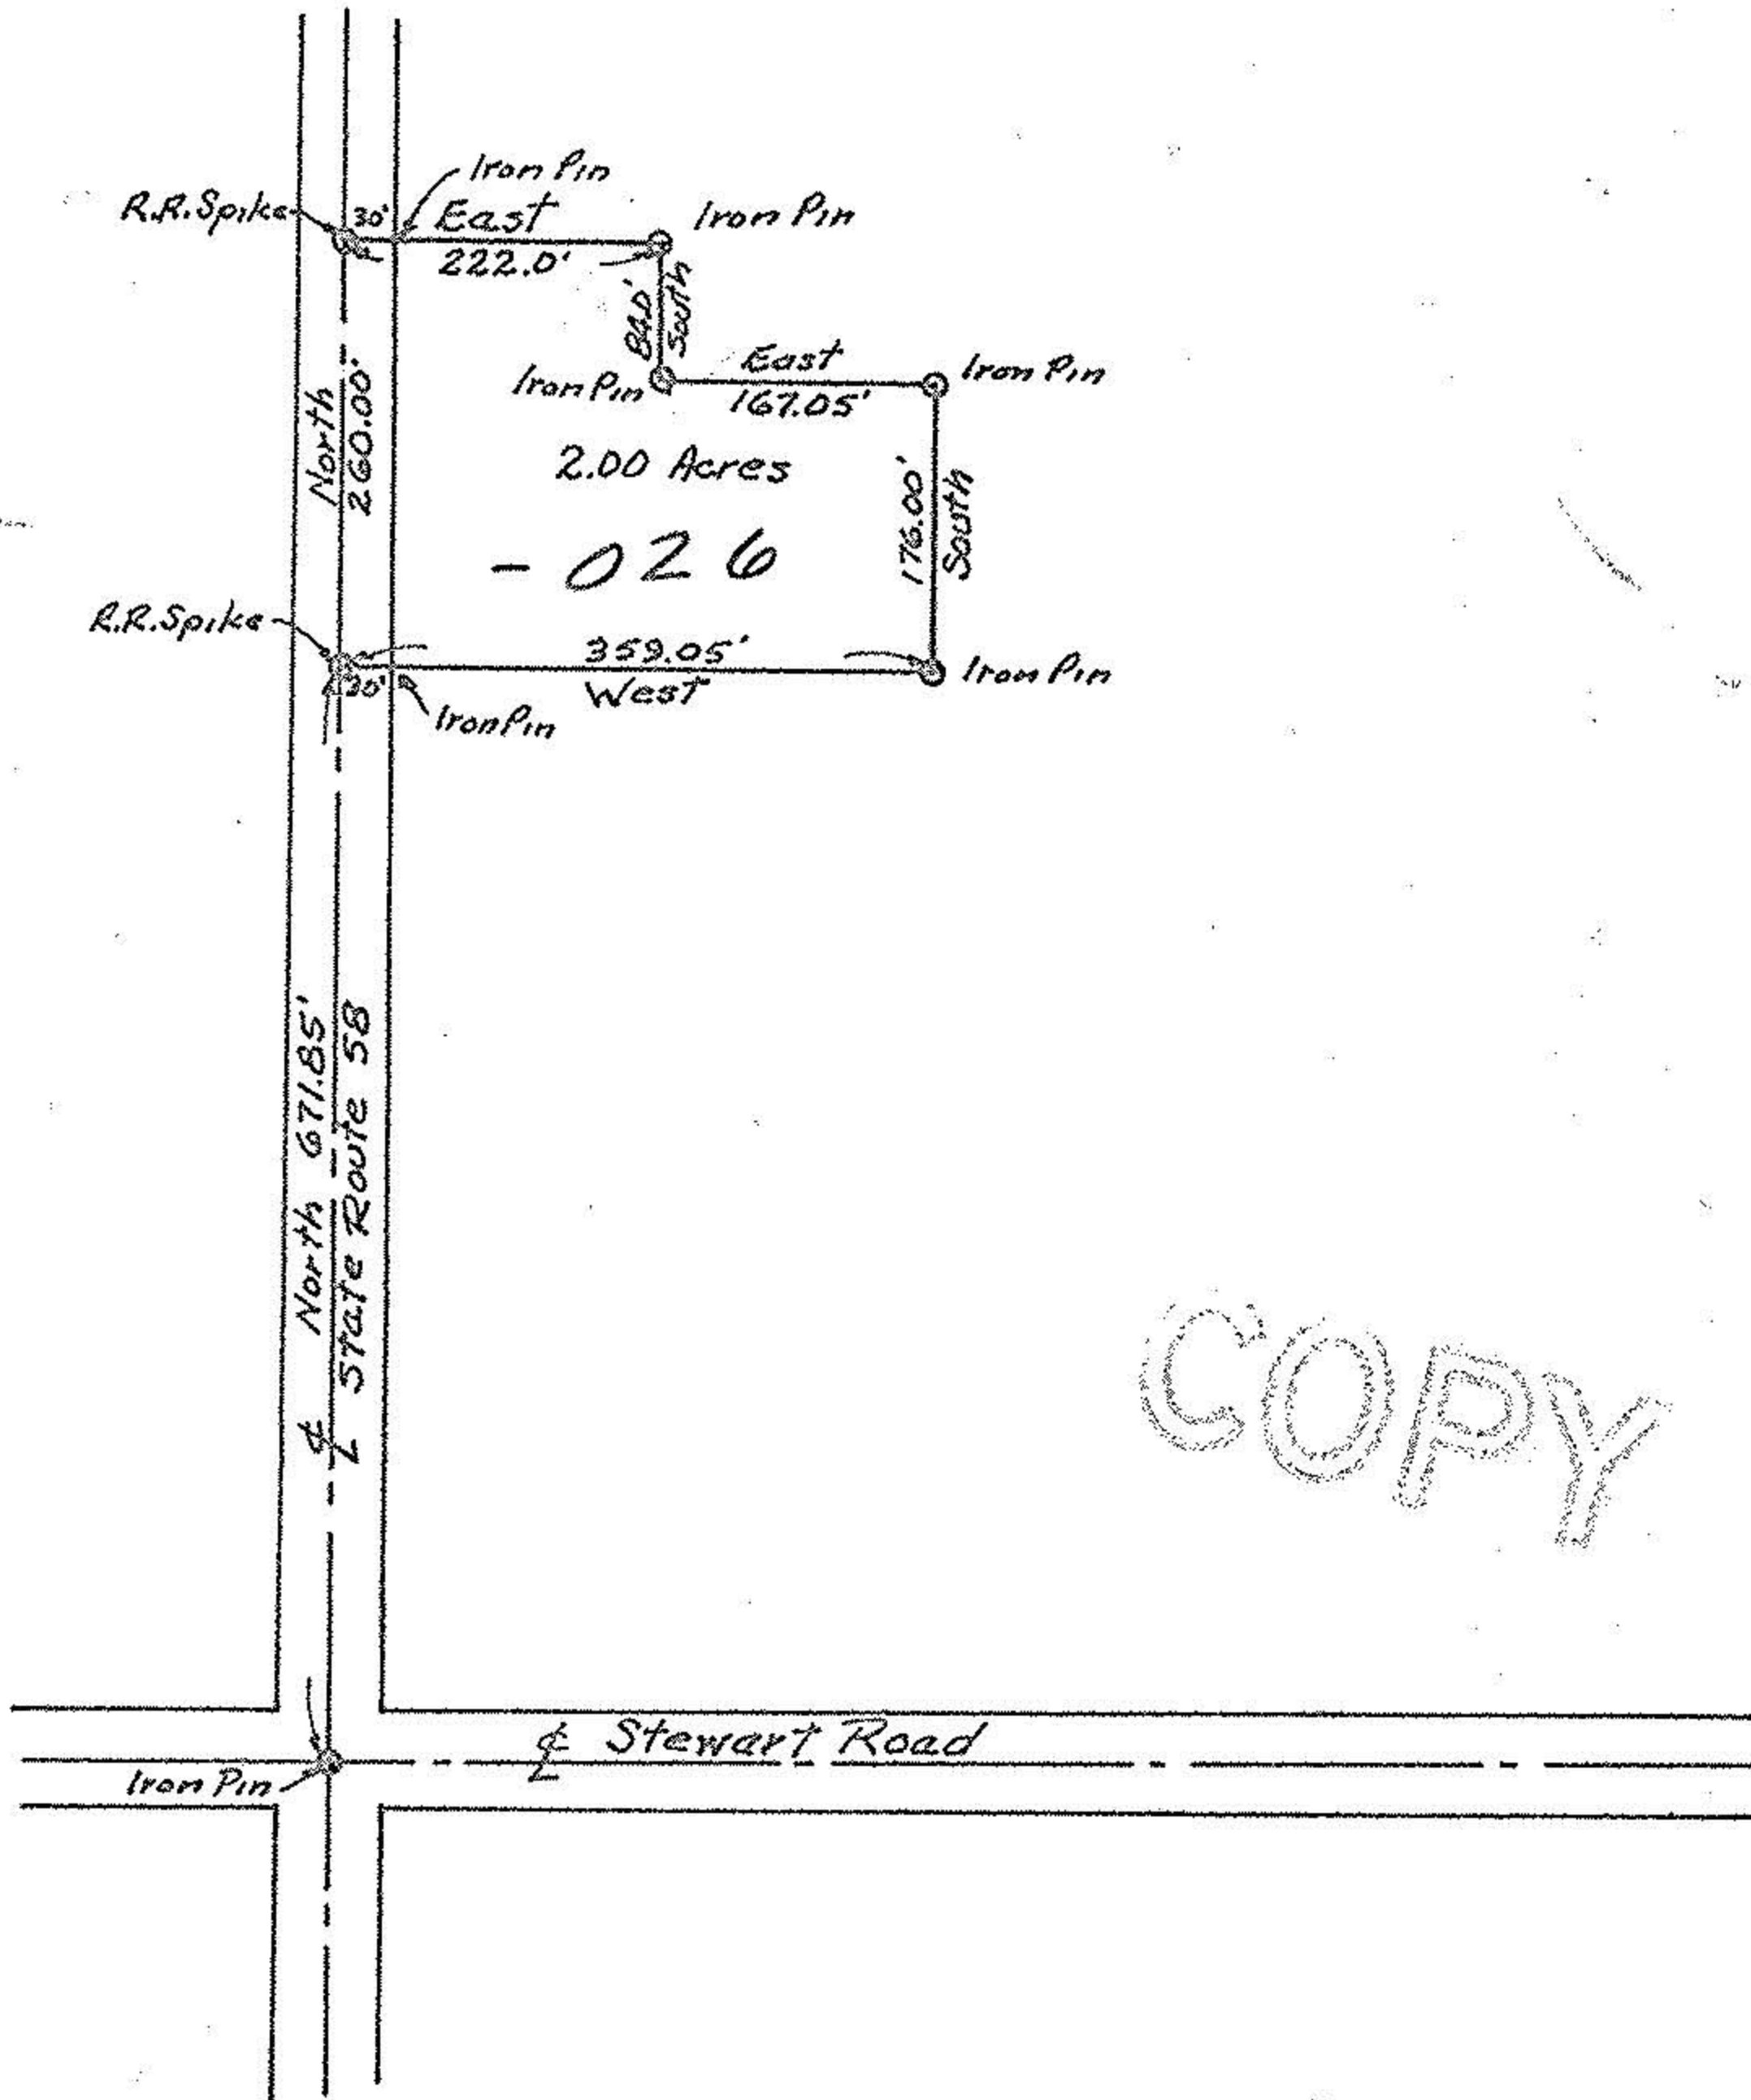 Iron Pin
R.R. Spike
30'
East
Iron Pin
222.0'
84.0'
South
Iron Pin
East
Iron Pin
167.05'
North
260.00'
2.00 Acres
176.00'
South
- 026
R.R. Spike
359.05'
West
Iron Pin
30'
Iron Pin
North 671.85'
℄ State Route 58
COPY
℄ Stewart Road
Iron Pin